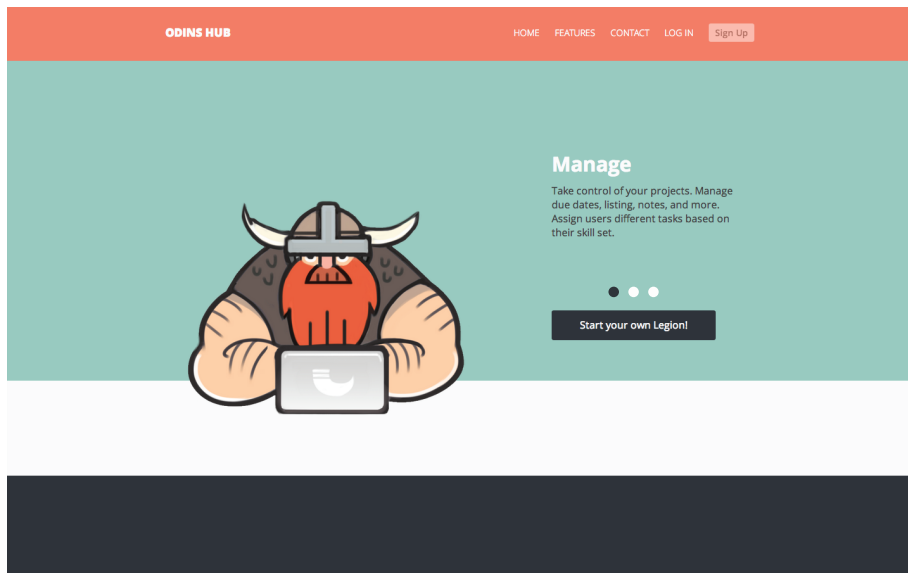 ODINS HUB
HOME FEATURES CONTACT LOG IN Sign Up
Manage
Take control of your projects. Manage
due dates, listing, notes, and more.
Assign users different tasks based on
their skill set.
Start your own Legion!